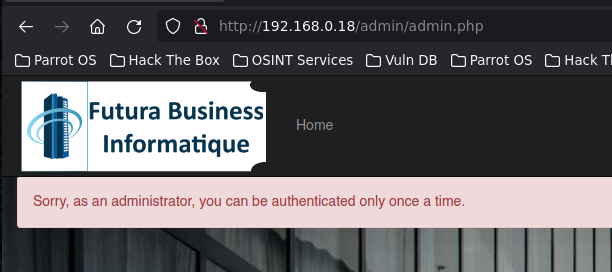 http://192.168.0.18/admin/admin.php
Parrot OS Hack The Box OSINT Services Vuln DB Parrot OS Hack Th
Futura Business
Informatique
Home
Sorry, as an administrator, you can be authenticated only once a time.